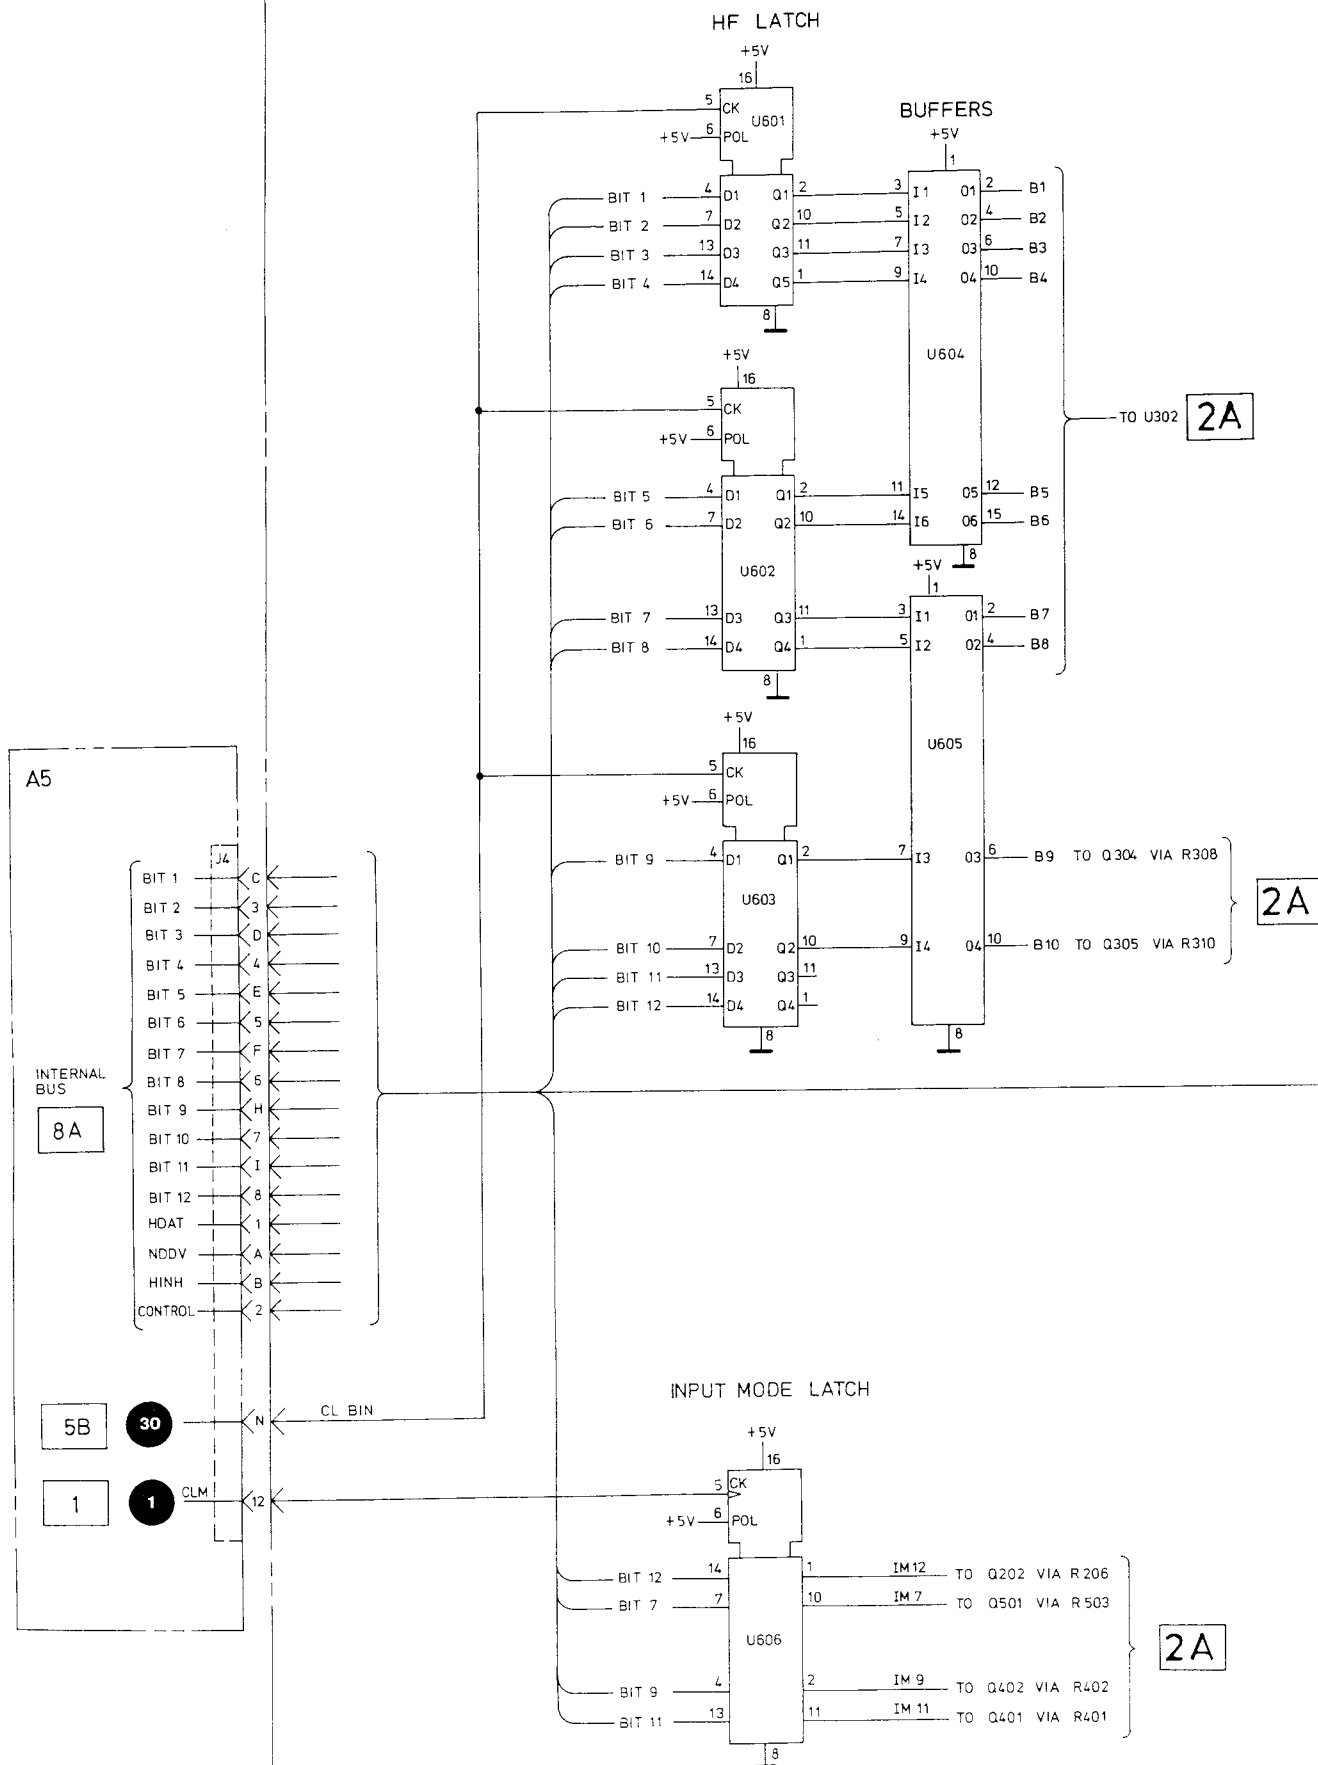 HF LATCH
+5V
16
5 CK
U601
+5V 6 POL
BUFFERS
+5V
1
BIT 1 4 D1 Q1 2 3 I1 O1 2 B1
BIT 2 7 D2 Q2 10 5 I2 O2 4 B2
BIT 3 13 D3 Q3 11 7 I3 O3 6 B3
BIT 4 14 D4 Q5 1 9 I4 O4 10 B4
8
U604
+5V
16
5 CK
+5V 6 POL
TO U302 2A
BIT 5 4 D1 Q1 2 11 I5 O5 12 B5
BIT 6 7 D2 Q2 10 14 I6 O6 15 B6
8
U602
+5V
1
BIT 7 13 D3 Q3 11 3 I1 O1 2 B7
BIT 8 14 D4 Q4 1 5 I2 O2 4 B8
8
+5V
16
U605
5 CK
+5V 6 POL
BIT 9 4 D1 Q1 2 7 I3 O3 6 B9 TO Q304 VIA R308
U603
2A
BIT 10 7 D2 Q2 10 9 I4 O4 10 B10 TO Q305 VIA R310
BIT 11 13 D3 Q3 11
BIT 12 14 D4 Q4 1
8
8
A5
J4
BIT 1 C
BIT 2 3
BIT 3 D
BIT 4 4
BIT 5 E
BIT 6 5
BIT 7 F
INTERNAL
BUS
8A
BIT 8 6
BIT 9 H
BIT 10 7
BIT 11 I
BIT 12 8
HDAT 1
NDDV A
HINH B
CONTROL 2
5B 30 N CL BIN
1 1 CLM 12
INPUT MODE LATCH
+5V
16
5 CK
+5V 6 POL
BIT 12 14 1 IM 12 TO Q202 VIA R206
BIT 7 7 10 IM 7 TO Q501 VIA R503
U606
2A
BIT 9 4 2 IM 9 TO Q402 VIA R402
BIT 11 13 11 IM 11 TO Q401 VIA R401
8